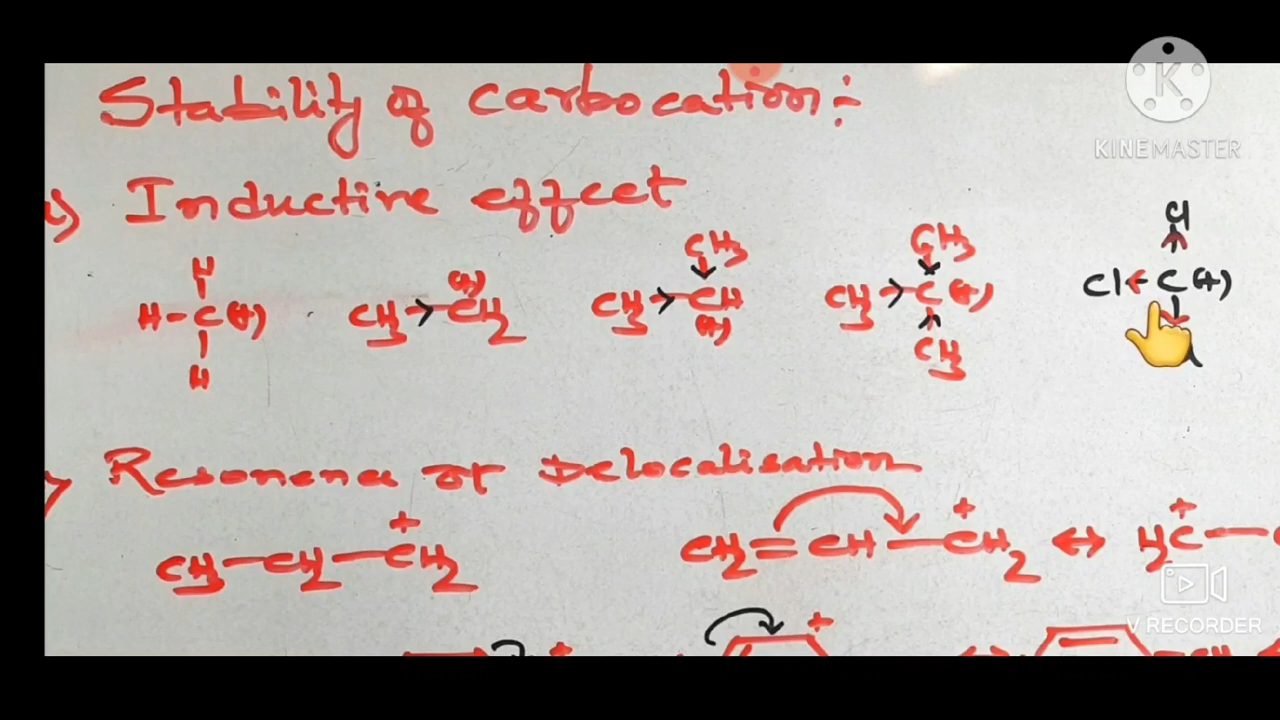 Stability of carbocation :-
K
KINEMASTER
i) Inductive effect
H
H-C(+)
H
CH3 (+)CH2
CH3
CH3 CH
(+)
CH3
CH3 C (+)
CH3
Cl
Cl C (+)
Resonence or Delocalisation
CH3-CH2-CH2 +
CH2=CH-CH2 + ↔ H2C +
V RECORDER
+ +